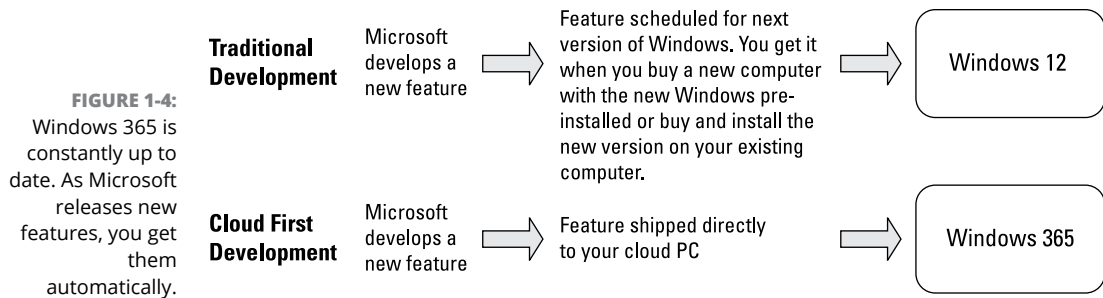 FIGURE 1-4:
Windows 365 is
constantly up to
date. As Microsoft
releases new
features, you get
them
automatically.
Traditional
Development
Microsoft
develops a
new feature
Feature scheduled for next
version of Windows. You get it
when you buy a new computer
with the new Windows pre-
installed or buy and install the
new version on your existing
computer.
Windows 12
Cloud First
Development
Microsoft
develops a
new feature
Feature shipped directly
to your cloud PC
Windows 365